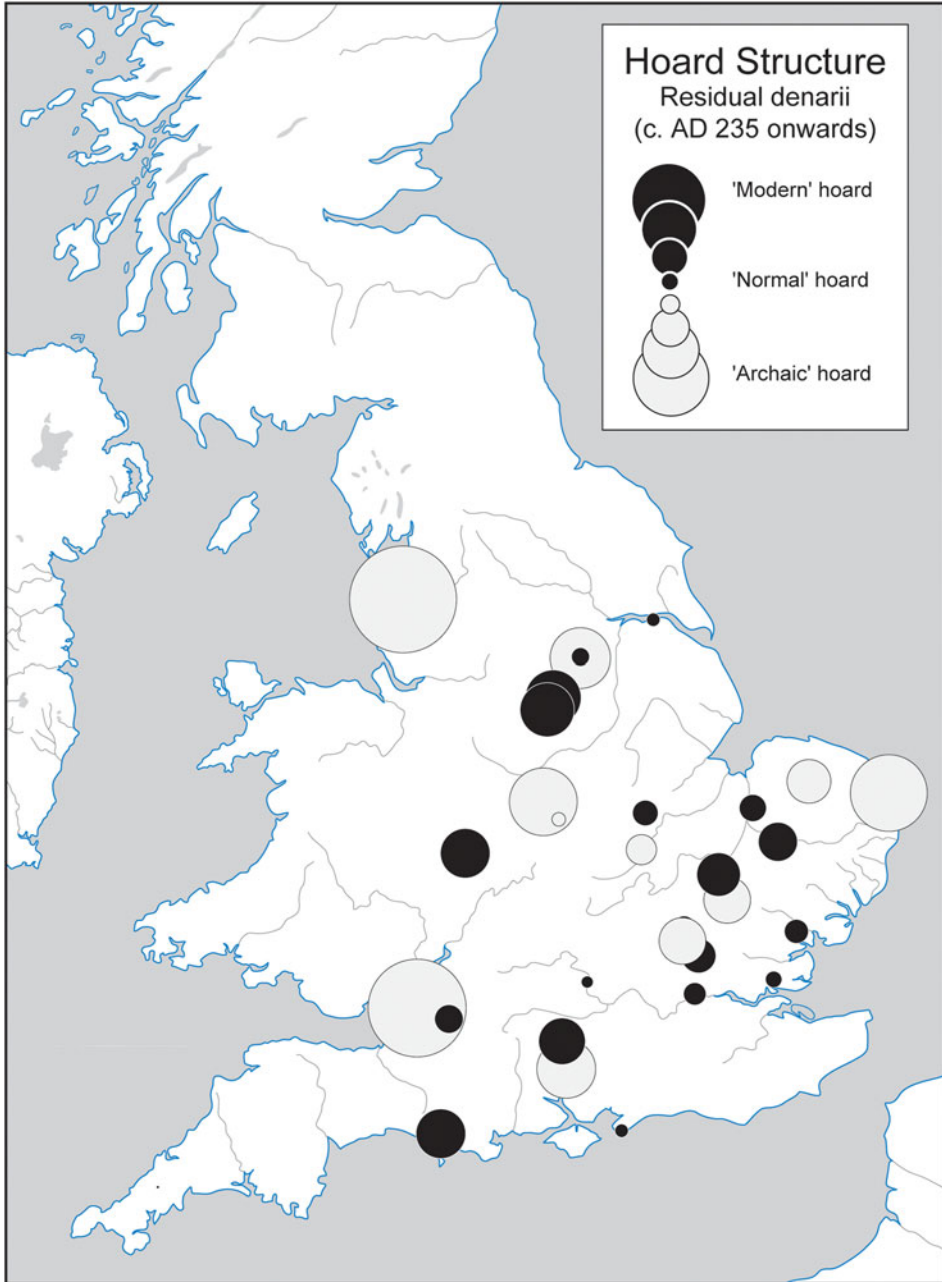 Hoard Structure
Residual denarii
(c. AD 235 onwards)
'Modern' hoard
'Normal' hoard
'Archaic' hoard